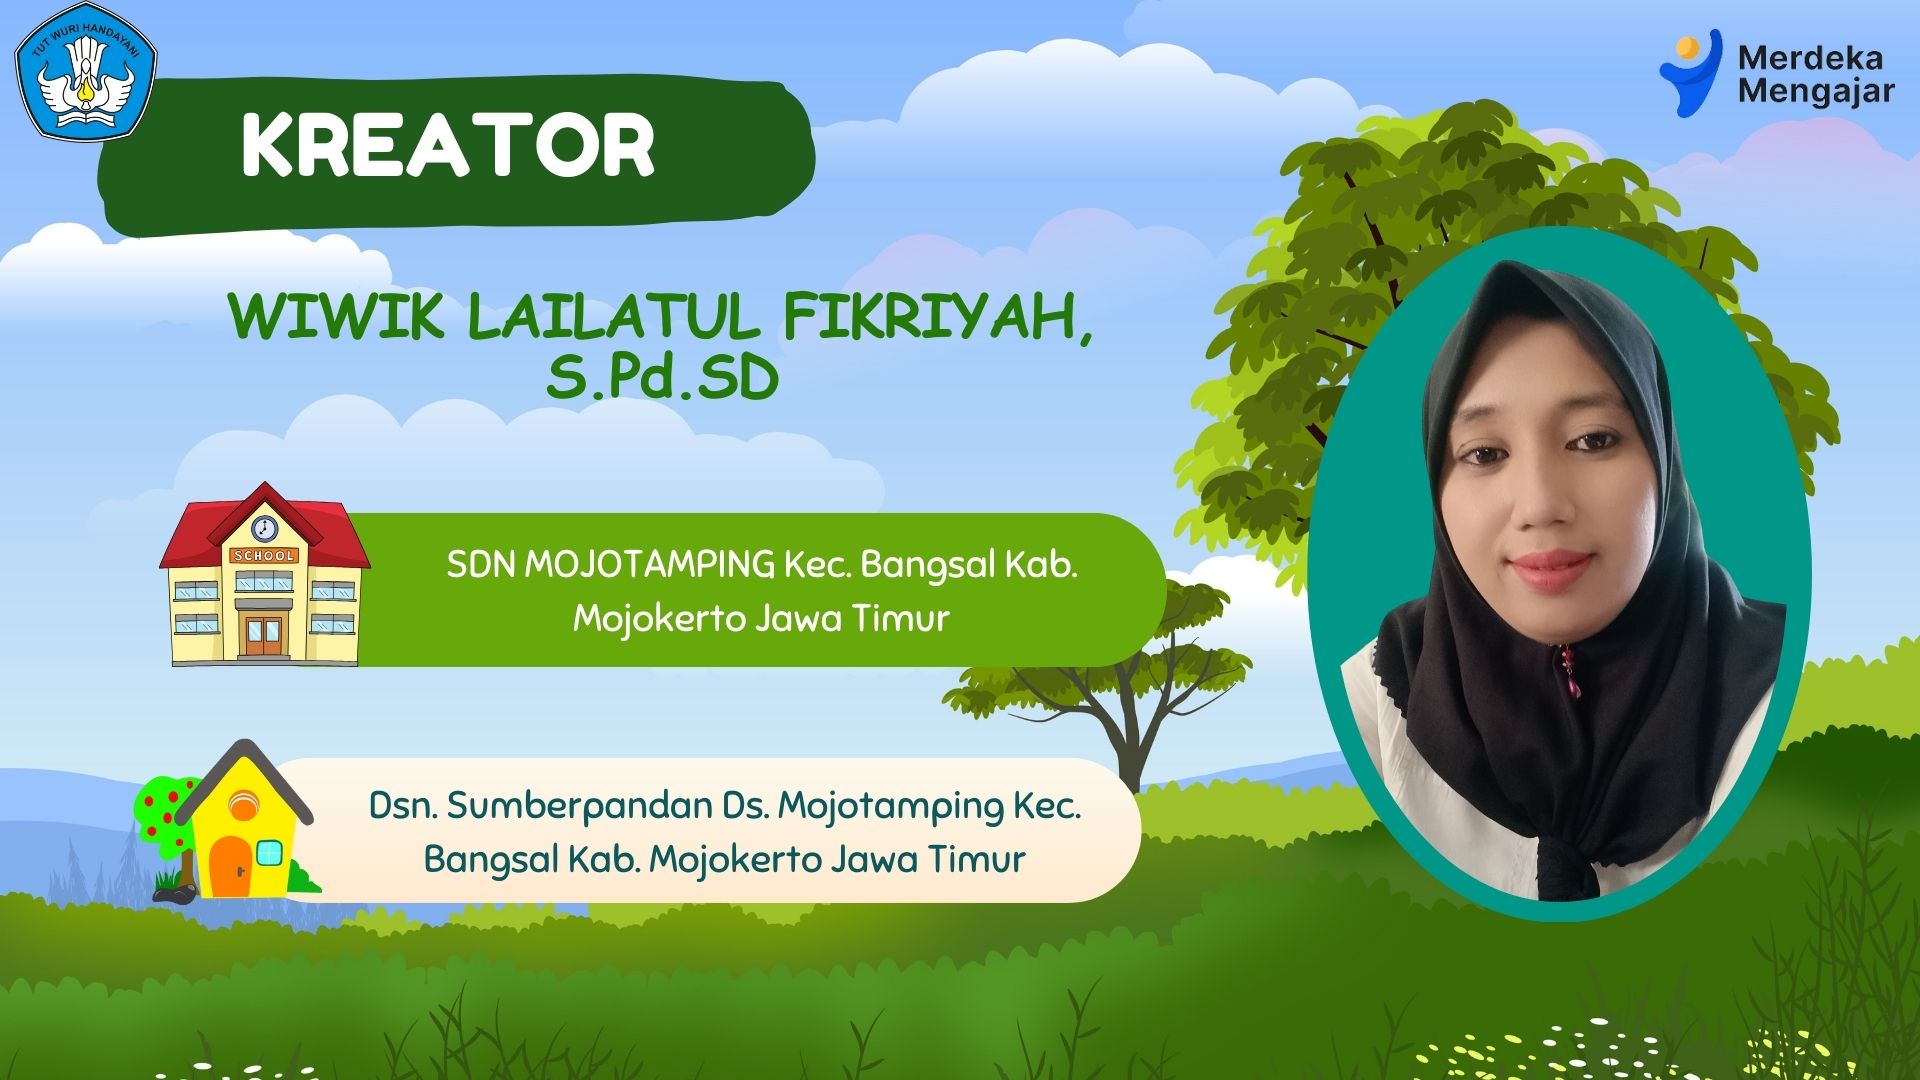 TUT WURI HANDAYANI
Merdeka
Mengajar
KREATOR
WIWIK LAILATUL FIKRIYAH,
S.Pd.SD
SCHOOL
SDN MOJOTAMPING Kec. Bangsal Kab.
Mojokerto Jawa Timur
Dsn. Sumberpandan Ds. Mojotamping Kec.
Bangsal Kab. Mojokerto Jawa Timur